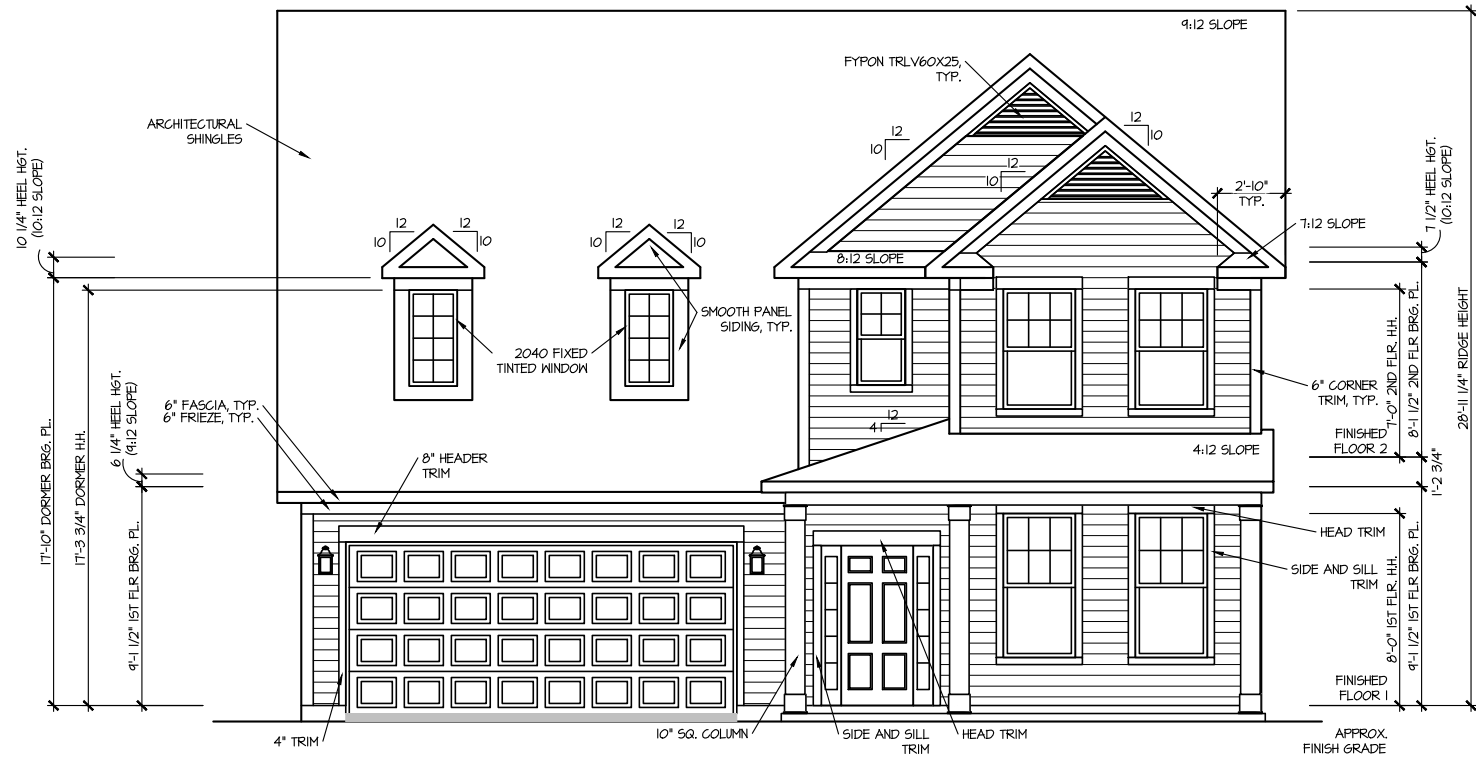 9:12 SLOPE
FYPON TRLV60X25,
TYP.
ARCHITECTURAL
SHINGLES
12
10
12
10
12
10
10 1/4" HEEL HGT.
(10:12 SLOPE)
2'-10"
TYP.
7:12 SLOPE
7 1/2" HEEL HGT.
(10:12 SLOPE)
12
10
12
10
12
10
12
10
8:12 SLOPE
SMOOTH PANEL
SIDING, TYP.
2040 FIXED
TINTED WINDOW
6" CORNER
TRIM, TYP.
7'-0" 2ND FLR. H.H.
8'-1 1/2" 2ND FLR BRG. PL.
28'-11 1/4" RIDGE HEIGHT
17'-10" DORMER BRG. PL.
17'-3 3/4" DORMER H.H.
6 1/4" HEEL HGT.
(9:12 SLOPE)
6" FASCIA, TYP.
6" FRIEZE, TYP.
12
4
FINISHED
FLOOR 2
4:12 SLOPE
8" HEADER
TRIM
1'-2 3/4"
9'-1 1/2" 1ST FLR BRG. PL.
HEAD TRIM
SIDE AND SILL
TRIM
8'-0" 1ST FLR. H.H.
9'-1 1/2" 1ST FLR BRG. PL.
FINISHED
FLOOR 1
4" TRIM
10" SQ. COLUMN
SIDE AND SILL
TRIM
HEAD TRIM
APPROX.
FINISH GRADE